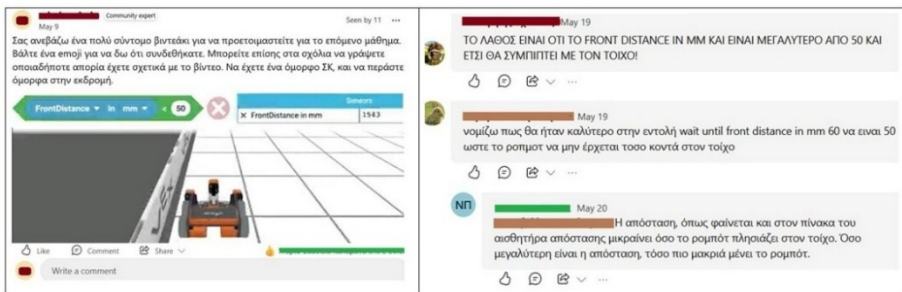 Community expert
May 9
Seen by 11 ...
Σας ανεβάζω ένα πολύ σύντομο βιντεάκι για να προετοιμαστείτε για το επόμενο μάθημα.
Βάλτε ένα emoji για να δω ότι συνδεθήκατε. Μπορείτε επίσης στα σχόλια να γράψετε
οποιαδήποτε απορία έχετε σχετικά με το βίντεο. Να έχετε ένα όμορφο ΣΚ, και να περάστε
όμορφα στην εκδρομή.
FrontDistance in mm < 50
Sensors
FrontDistance in mm 1543
Like Comment Share
Write a comment
May 19
ΤΟ ΛΑΘΟΣ ΕΙΝΑΙ ΟΤΙ ΤΟ FRONT DISTANCE IN MM ΚΑΙ ΕΙΝΑΙ ΜΕΓΑΛΥΤΕΡΟ ΑΠΟ 50 ΚΑΙ
ΕΤΣΙ ΘΑ ΣΥΜΠΙΠΤΕΙ ΜΕ ΤΟΝ ΤΟΙΧΟ!
May 19
νομίζω πως θα ήταν καλύτερο στην εντολή wait until front distance in mm 60 να ειναι 50
ωστε το ροπμοτ να μην έρχεται τοσο κοντά στον τοίχο
ΝΠ
May 20
Η απόσταση, όπως φαίνεται και στον πίνακα του
αισθητήρα απόστασης μικραίνει όσο το ρομπότ πλησιάζει στον τοίχο. Όσο
μεγαλύτερη είναι η απόσταση, τόσο πιο μακριά μένει το ρομπότ.